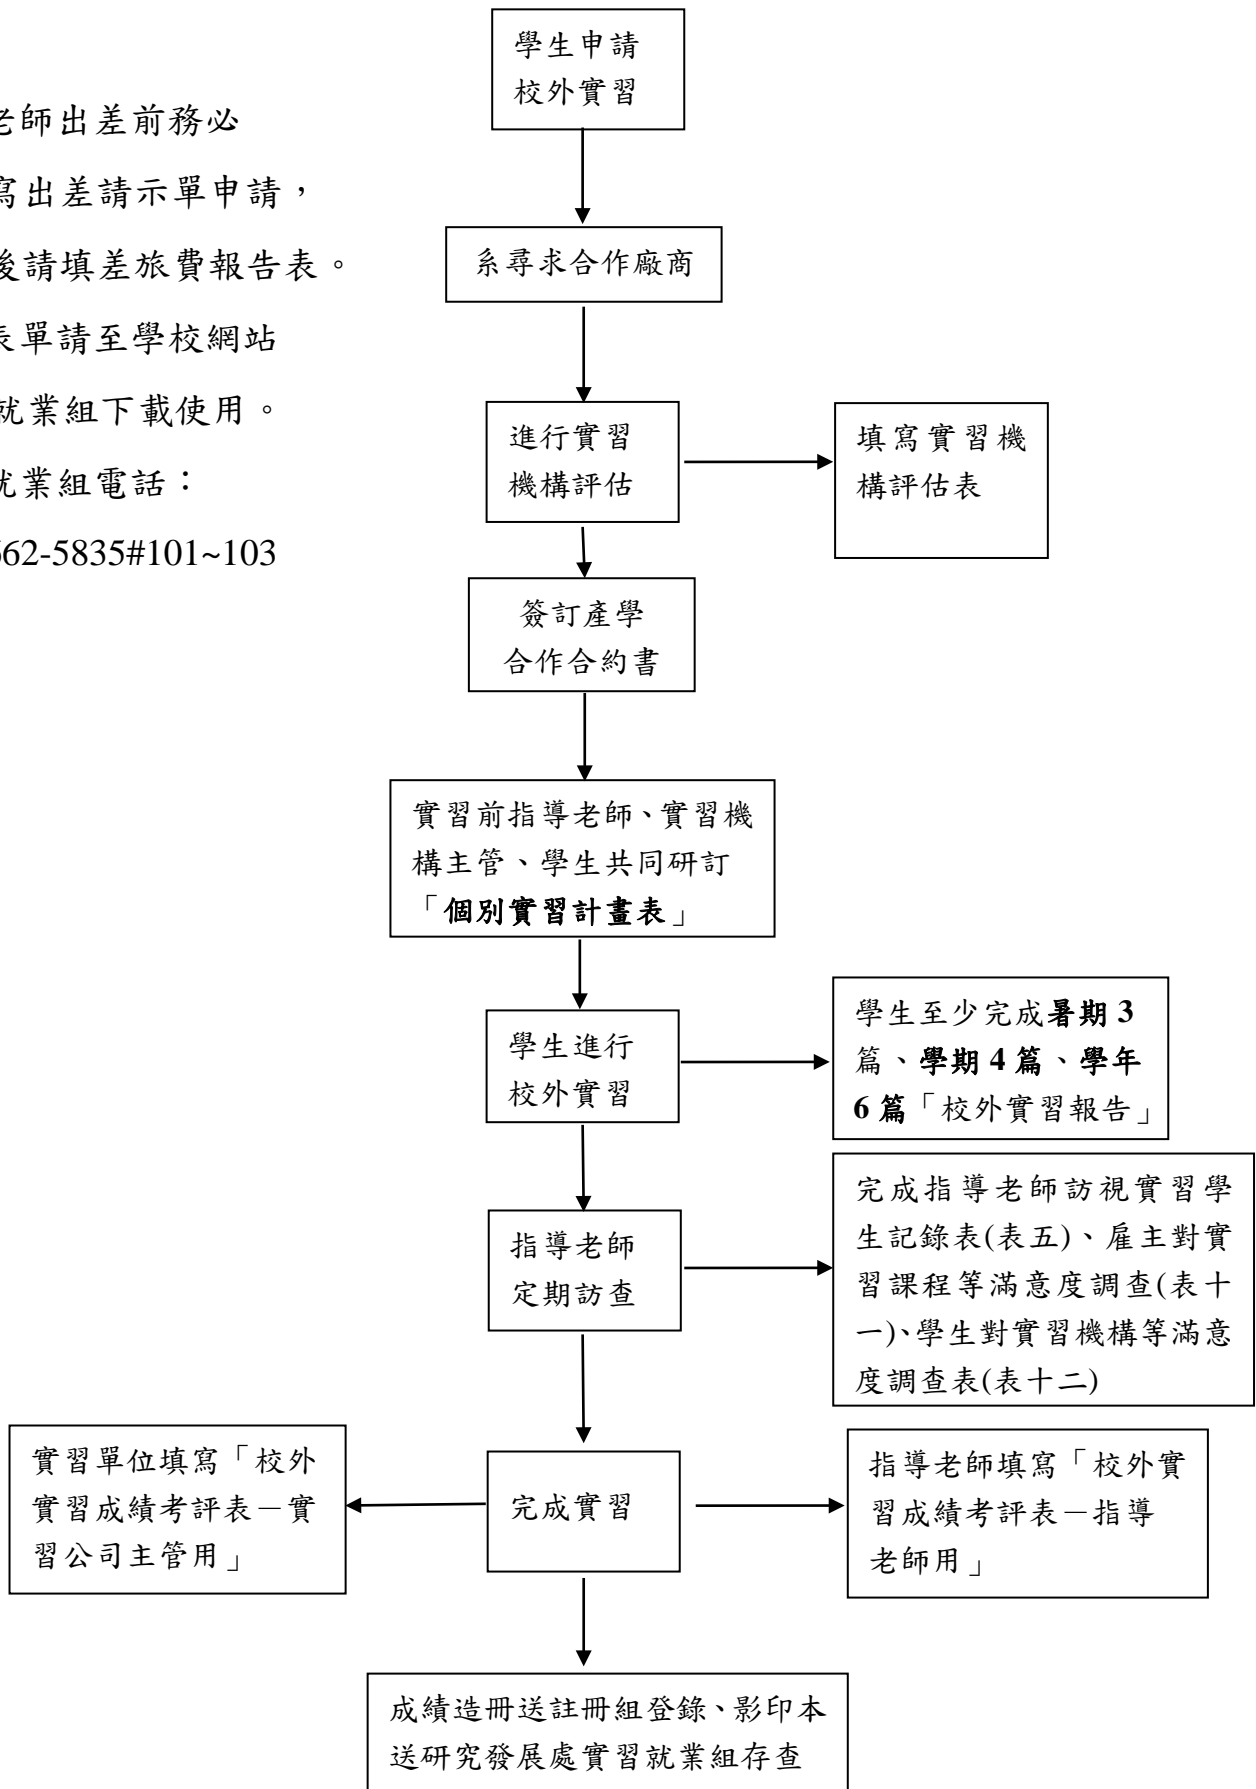 學生申請
校外實習
老師出差前務必
寫出差請示單申請，
後請填差旅費報告表。
表單請至學校網站
就業組下載使用。
就業組電話：
662-5835#101~103
系尋求合作廠商
進行實習
機構評估
填寫實習機
構評估表
簽訂產學
合作合約書
實習前指導老師、實習機
構主管、學生共同研訂
「個別實習計畫表」
學生進行
校外實習
學生至少完成暑期 3
篇、學期 4 篇、學年
6 篇「校外實習報告」
指導老師
定期訪查
完成指導老師訪視實習學
生記錄表(表五)、雇主對實
習課程等滿意度調查(表十
一)、學生對實習機構等滿意
度調查表(表十二)
實習單位填寫「校外
實習成績考評表－實
習公司主管用」
完成實習
指導老師填寫「校外實
習成績考評表－指導
老師用」
成績造冊送註冊組登錄、影印本
送研究發展處實習就業組存查